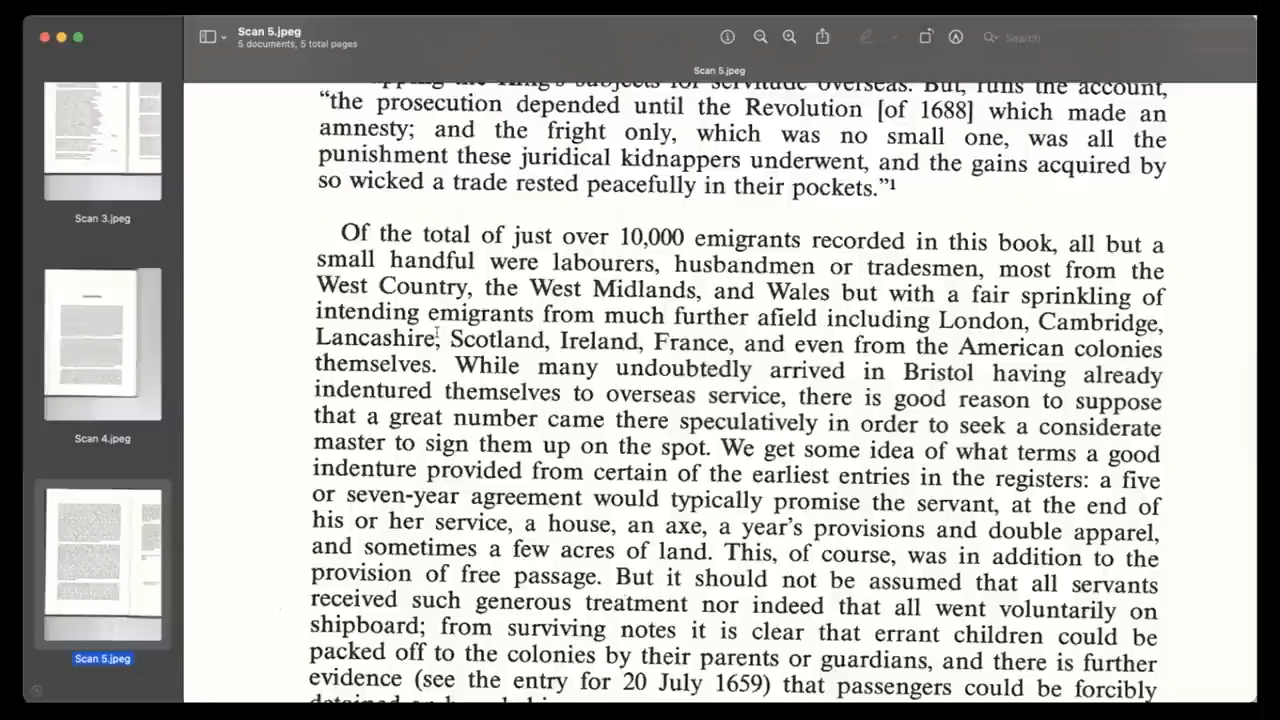 Scan 5.jpeg
5 documents, 5 total pages
Search
Scan 5.jpeg
Scan 3.jpeg
Scan 4.jpeg
Scan 5.jpeg
the King's subjects for servitude overseas. But, runs the account,
“the prosecution depended until the Revolution [of 1688] which made an
amnesty; and the fright only, which was no small one, was all the
punishment these juridical kidnappers underwent, and the gains acquired by
so wicked a trade rested peacefully in their pockets.”¹
Of the total of just over 10,000 emigrants recorded in this book, all but a
small handful were labourers, husbandmen or tradesmen, most from the
West Country, the West Midlands, and Wales but with a fair sprinkling of
intending emigrants from much further afield including London, Cambridge,
Lancashire, Scotland, Ireland, France, and even from the American colonies
themselves. While many undoubtedly arrived in Bristol having already
indentured themselves to overseas service, there is good reason to suppose
that a great number came there speculatively in order to seek a considerate
master to sign them up on the spot. We get some idea of what terms a good
indenture provided from certain of the earliest entries in the registers: a five
or seven-year agreement would typically promise the servant, at the end of
his or her service, a house, an axe, a year's provisions and double apparel,
and sometimes a few acres of land. This, of course, was in addition to the
provision of free passage. But it should not be assumed that all servants
received such generous treatment nor indeed that all went voluntarily on
shipboard; from surviving notes it is clear that errant children could be
packed off to the colonies by their parents or guardians, and there is further
evidence (see the entry for 20 July 1659) that passengers could be forcibly